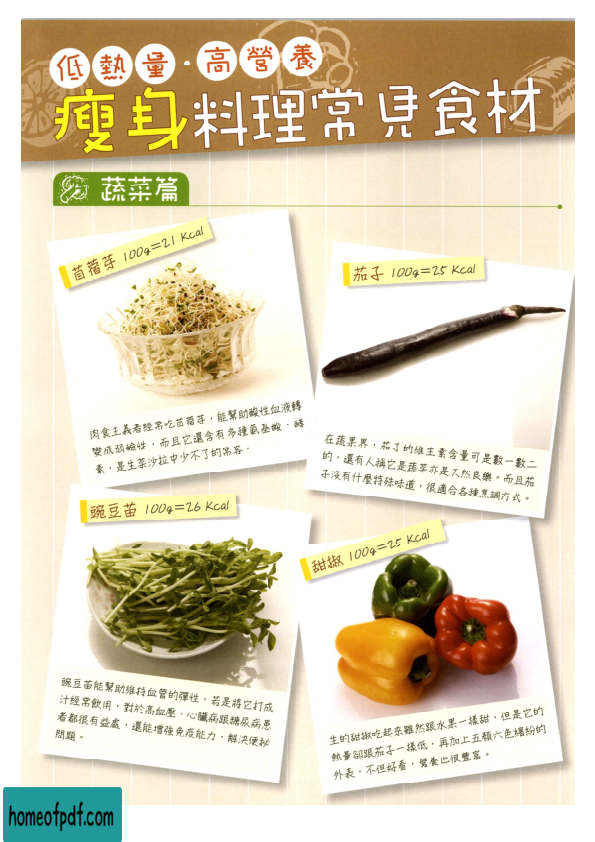 低熱量·高營養
瘦身料理常見食材
蔬菜篇
苜蓿芽 100g=21 Kcal
肉食主義者經常吃苜蓿芽，能幫助酸性血液轉
變成弱鹼性，而且它還含有多種氨基酸、酵
素，是生菜沙拉中少不了的常客。
茄子 100g=25 Kcal
在蔬果界，茄子的維生素含量可是數一數二
的，還有人稱它是蔬菜亦是天然良藥。而且茄
子沒有什麼特殊味道，很適合各種烹調方式。
豌豆苗 100g=26 Kcal
豌豆苗能幫助維持血管的彈性，若是將它打成
汁經常飲用，對於高血壓、心臟病跟糖尿病患
者都很有益處，還能增強免疫能力、解決便祕
問題。
甜椒 100g=25 Kcal
生的甜椒吃起來雖然跟水果一樣甜，但是它的
熱量卻跟茄子一樣低，再加上五顏六色繽紛的
外表，不但好看，營養也很豐富。
homeofpdf.com